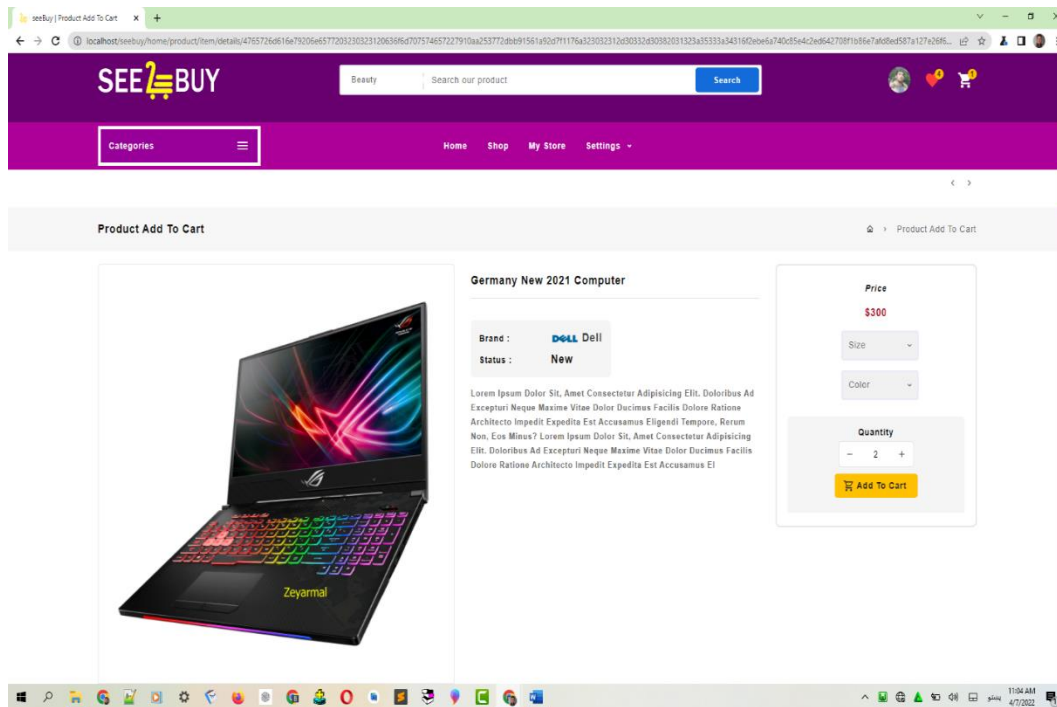 seeBuy | Product Add To Cart
SEE BUY
Beauty
Search our product
Search
Categories
Home
Shop
My Store
Settings
Product Add To Cart
Product Add To Cart
Germany New 2021 Computer
Brand :
DELL Dell
Status :
New
Lorem Ipsum Dolor Sit, Amet Consectetur Adipisicing Elit. Doloribus Ad
Excepturi Neque Maxime Vitae Dolor Ducimus Facilis Dolore Ratione
Architecto Impedit Expedita Est Accusamus Eligendi Tempore, Rerum
Non, Eos Minus? Lorem Ipsum Dolor Sit, Amet Consectetur Adipisicing
Elit. Doloribus Ad Excepturi Neque Maxime Vitae Dolor Ducimus Facilis
Dolore Ratione Architecto Impedit Expedita Est Accusamus El
Price
$300
Size
Color
Quantity
2
Add To Cart
Zeyarmal
پښتو
11:04 AM
4/7/2022